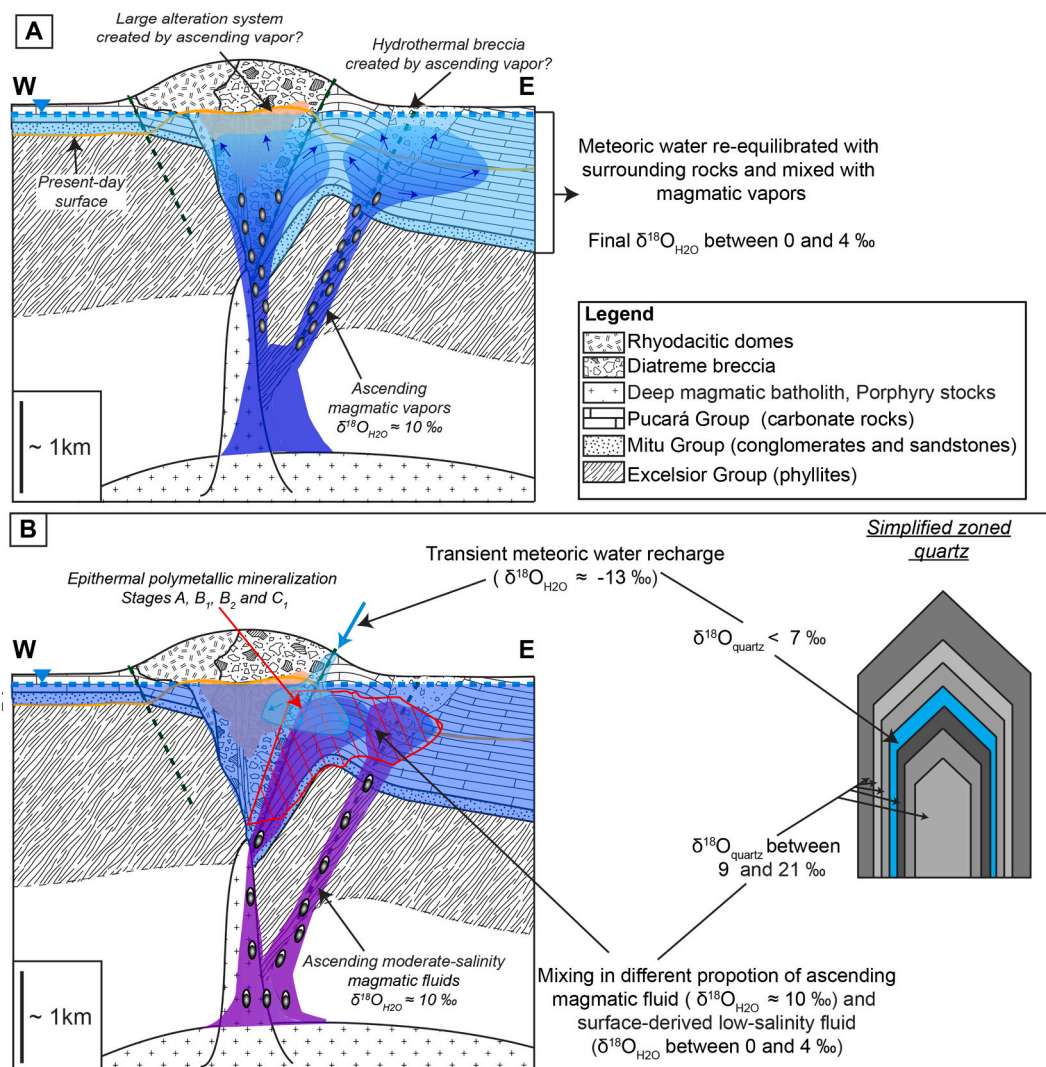 A
Large alteration system
created by ascending vapor?
Hydrothermal breccia
created by ascending vapor?
W
E
Present-day
surface
Meteoric water re-equilibrated with
surrounding rocks and mixed with
magmatic vapors
Final δ18OH2O between 0 and 4 ‰
Ascending
magmatic vapors
δ18OH2O ≈ 10 ‰
~ 1km
Legend
Rhyodacitic domes
Diatreme breccia
Deep magmatic batholith, Porphyry stocks
Pucará Group (carbonate rocks)
Mitu Group (conglomerates and sandstones)
Excelsior Group (phyllites)
B
Simplified zoned
quartz
Transient meteoric water recharge
( δ18OH2O ≈ -13 ‰)
Epithermal polymetallic mineralization
Stages A, B1, B2 and C1
W
E
δ18Oquartz < 7 ‰
δ18Oquartz between
9 and 21 ‰
Ascending moderate-salinity
magmatic fluids
δ18OH2O ≈ 10 ‰
~ 1km
Mixing in different propotion of ascending
magmatic fluid ( δ18OH2O ≈ 10 ‰) and
surface-derived low-salinity fluid
(δ18OH2O between 0 and 4 ‰)